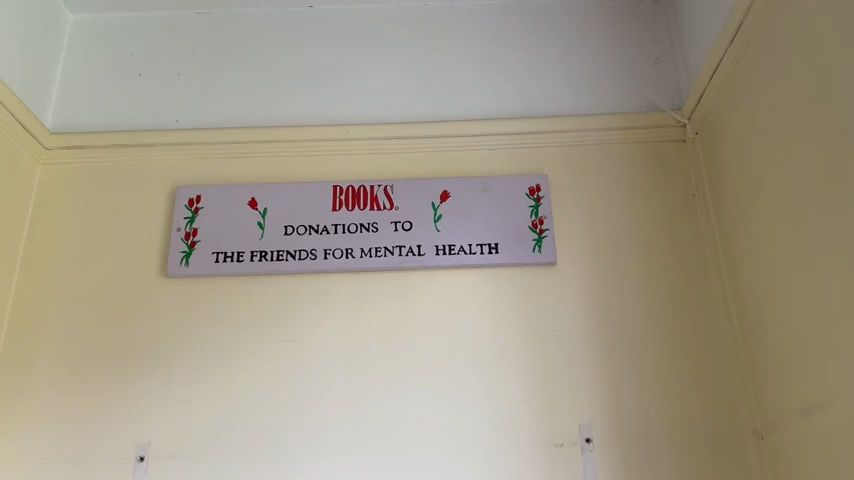 BOOKS
DONATIONS TO
THE FRIENDS FOR MENTAL HEALTH